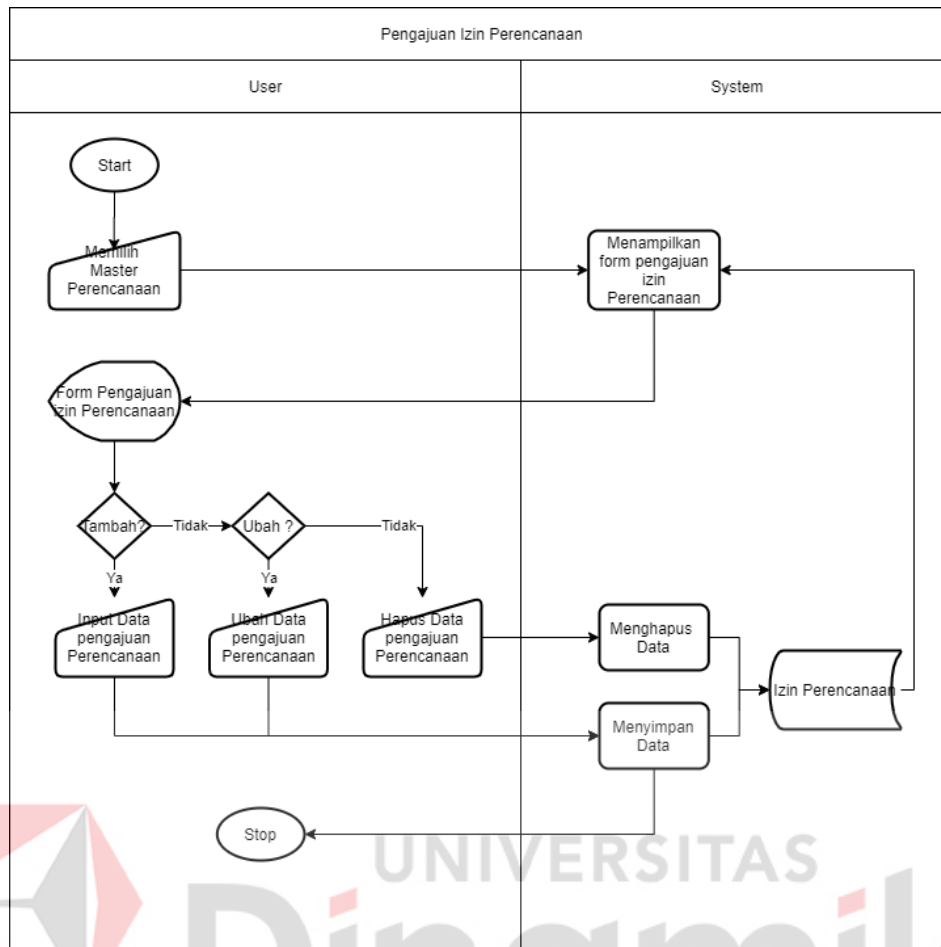 Pengajuan Izin Perencanaan
User
System
Start
Memilih
Master
Perencanaan
Menampilkan
form pengajuan
izin
Perencanaan
Form Pengajuan
izin Perencanaan
Tambah?
Tidak
Ubah ?
Tidak
Ya
Ya
Input Data
pengajuan
Perencanaan
Ubah Data
pengajuan
Perencanaan
Hapus Data
pengajuan
Perencanaan
Menghapus
Data
Izin Perencanaan
Menyimpan
Data
Stop
UNIVERSITAS